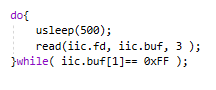 do{
usleep(500);
read(iic.fd, iic.buf, 3 );
}while( iic.buf[1]== 0xFF );